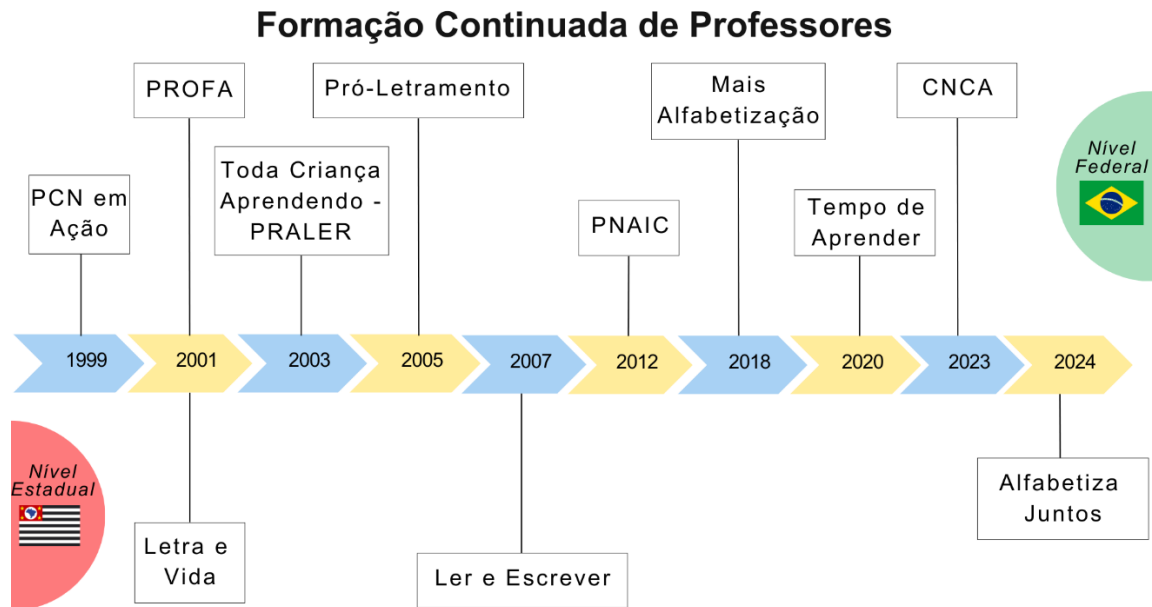 Formação Continuada de Professores
PROFA
Pró-Letramento
Mais
Alfabetização
CNCA
Nível
Federal
PCN em
Ação
Toda Criança
Aprendendo -
PRALER
PNAIC
Tempo de
Aprender
1999
2001
2003
2005
2007
2012
2018
2020
2023
2024
Nível
Estadual
Letra e
Vida
Ler e Escrever
Alfabetiza
Juntos